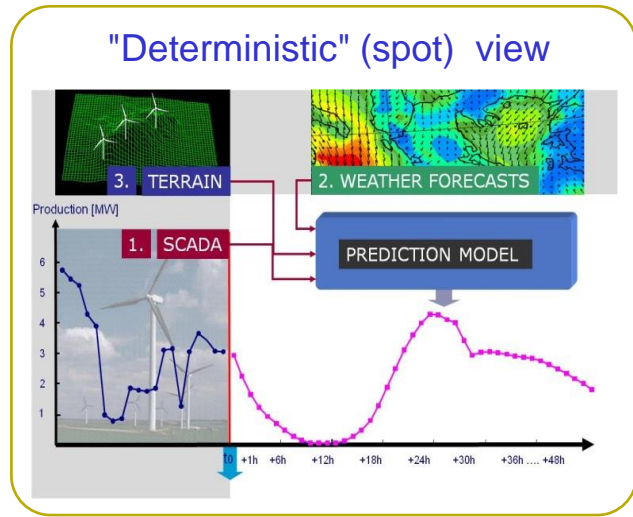 "Deterministic" (spot) view
3. TERRAIN
2. WEATHER FORECASTS
Production [MW]
1. SCADA
PREDICTION MODEL
6
5
4
3
2
1
t0 +1h +6h +12h +18h +24h +30h +36h .... +48h